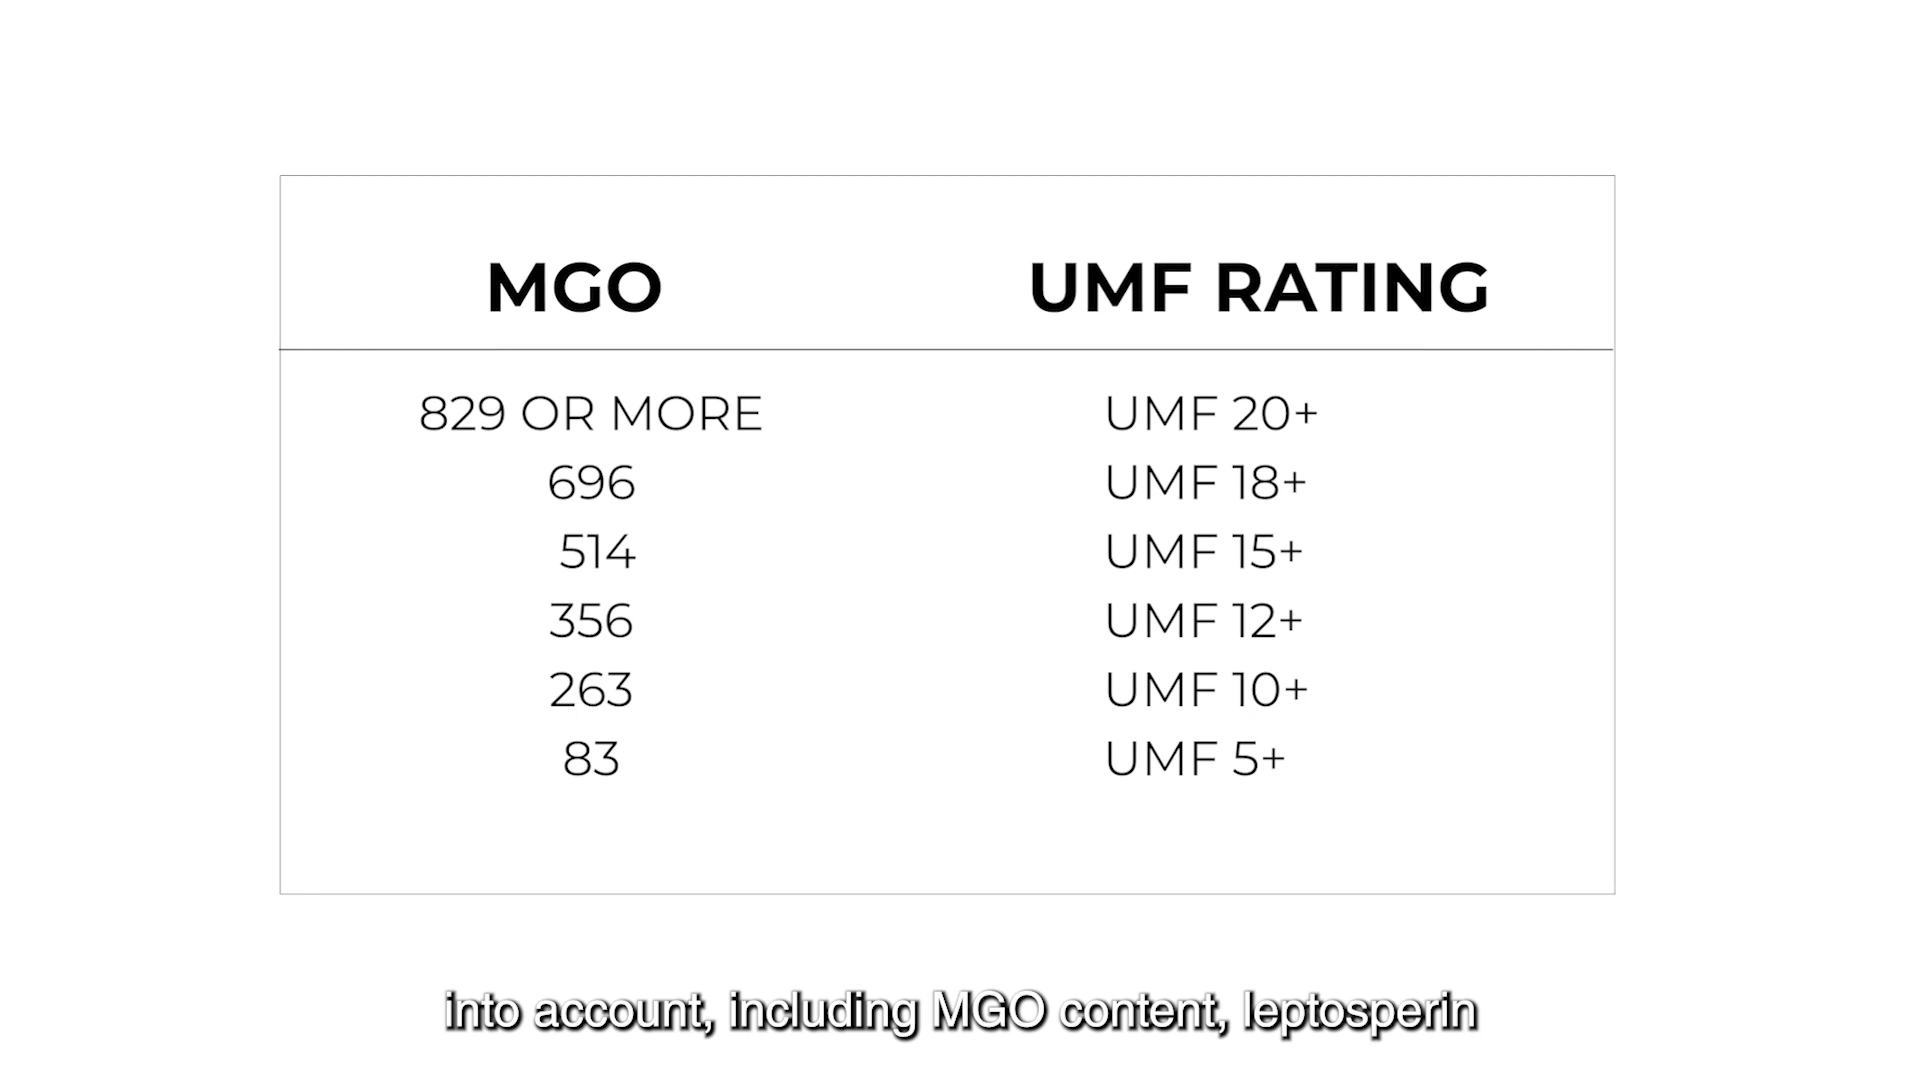 MGO UMF RATING
829 OR MORE UMF 20+
696 UMF 18+
514 UMF 15+
356 UMF 12+
263 UMF 10+
83 UMF 5+
into account, including MGO content, leptosperin